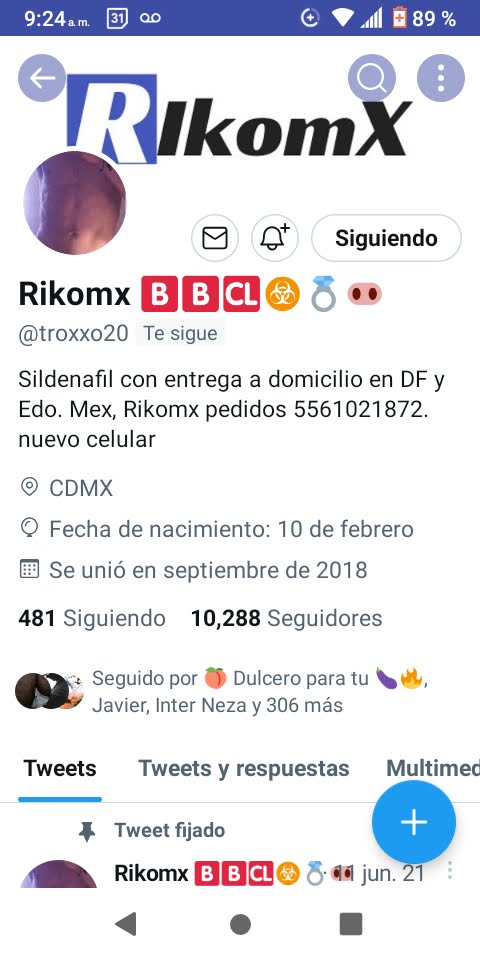 9:24 a. m. 31 89 %
RIkomX
Siguiendo
Rikomx 🅱🅱🆑☣💍🐽
@troxxo20 Te sigue
Sildenafil con entrega a domicilio en DF y
Edo. Mex, Rikomx pedidos 5561021872.
nuevo celular
CDMX
Fecha de nacimiento: 10 de febrero
Se unió en septiembre de 2018
481 Siguiendo 10,288 Seguidores
Seguido por 🍑 Dulcero para tu 🍆🔥,
Javier, Inter Neza y 306 más
Tweets Tweets y respuestas Multimed
Tweet fijado
Rikomx 🅱🅱🆑☣💍🐽 · 11 jun. 21